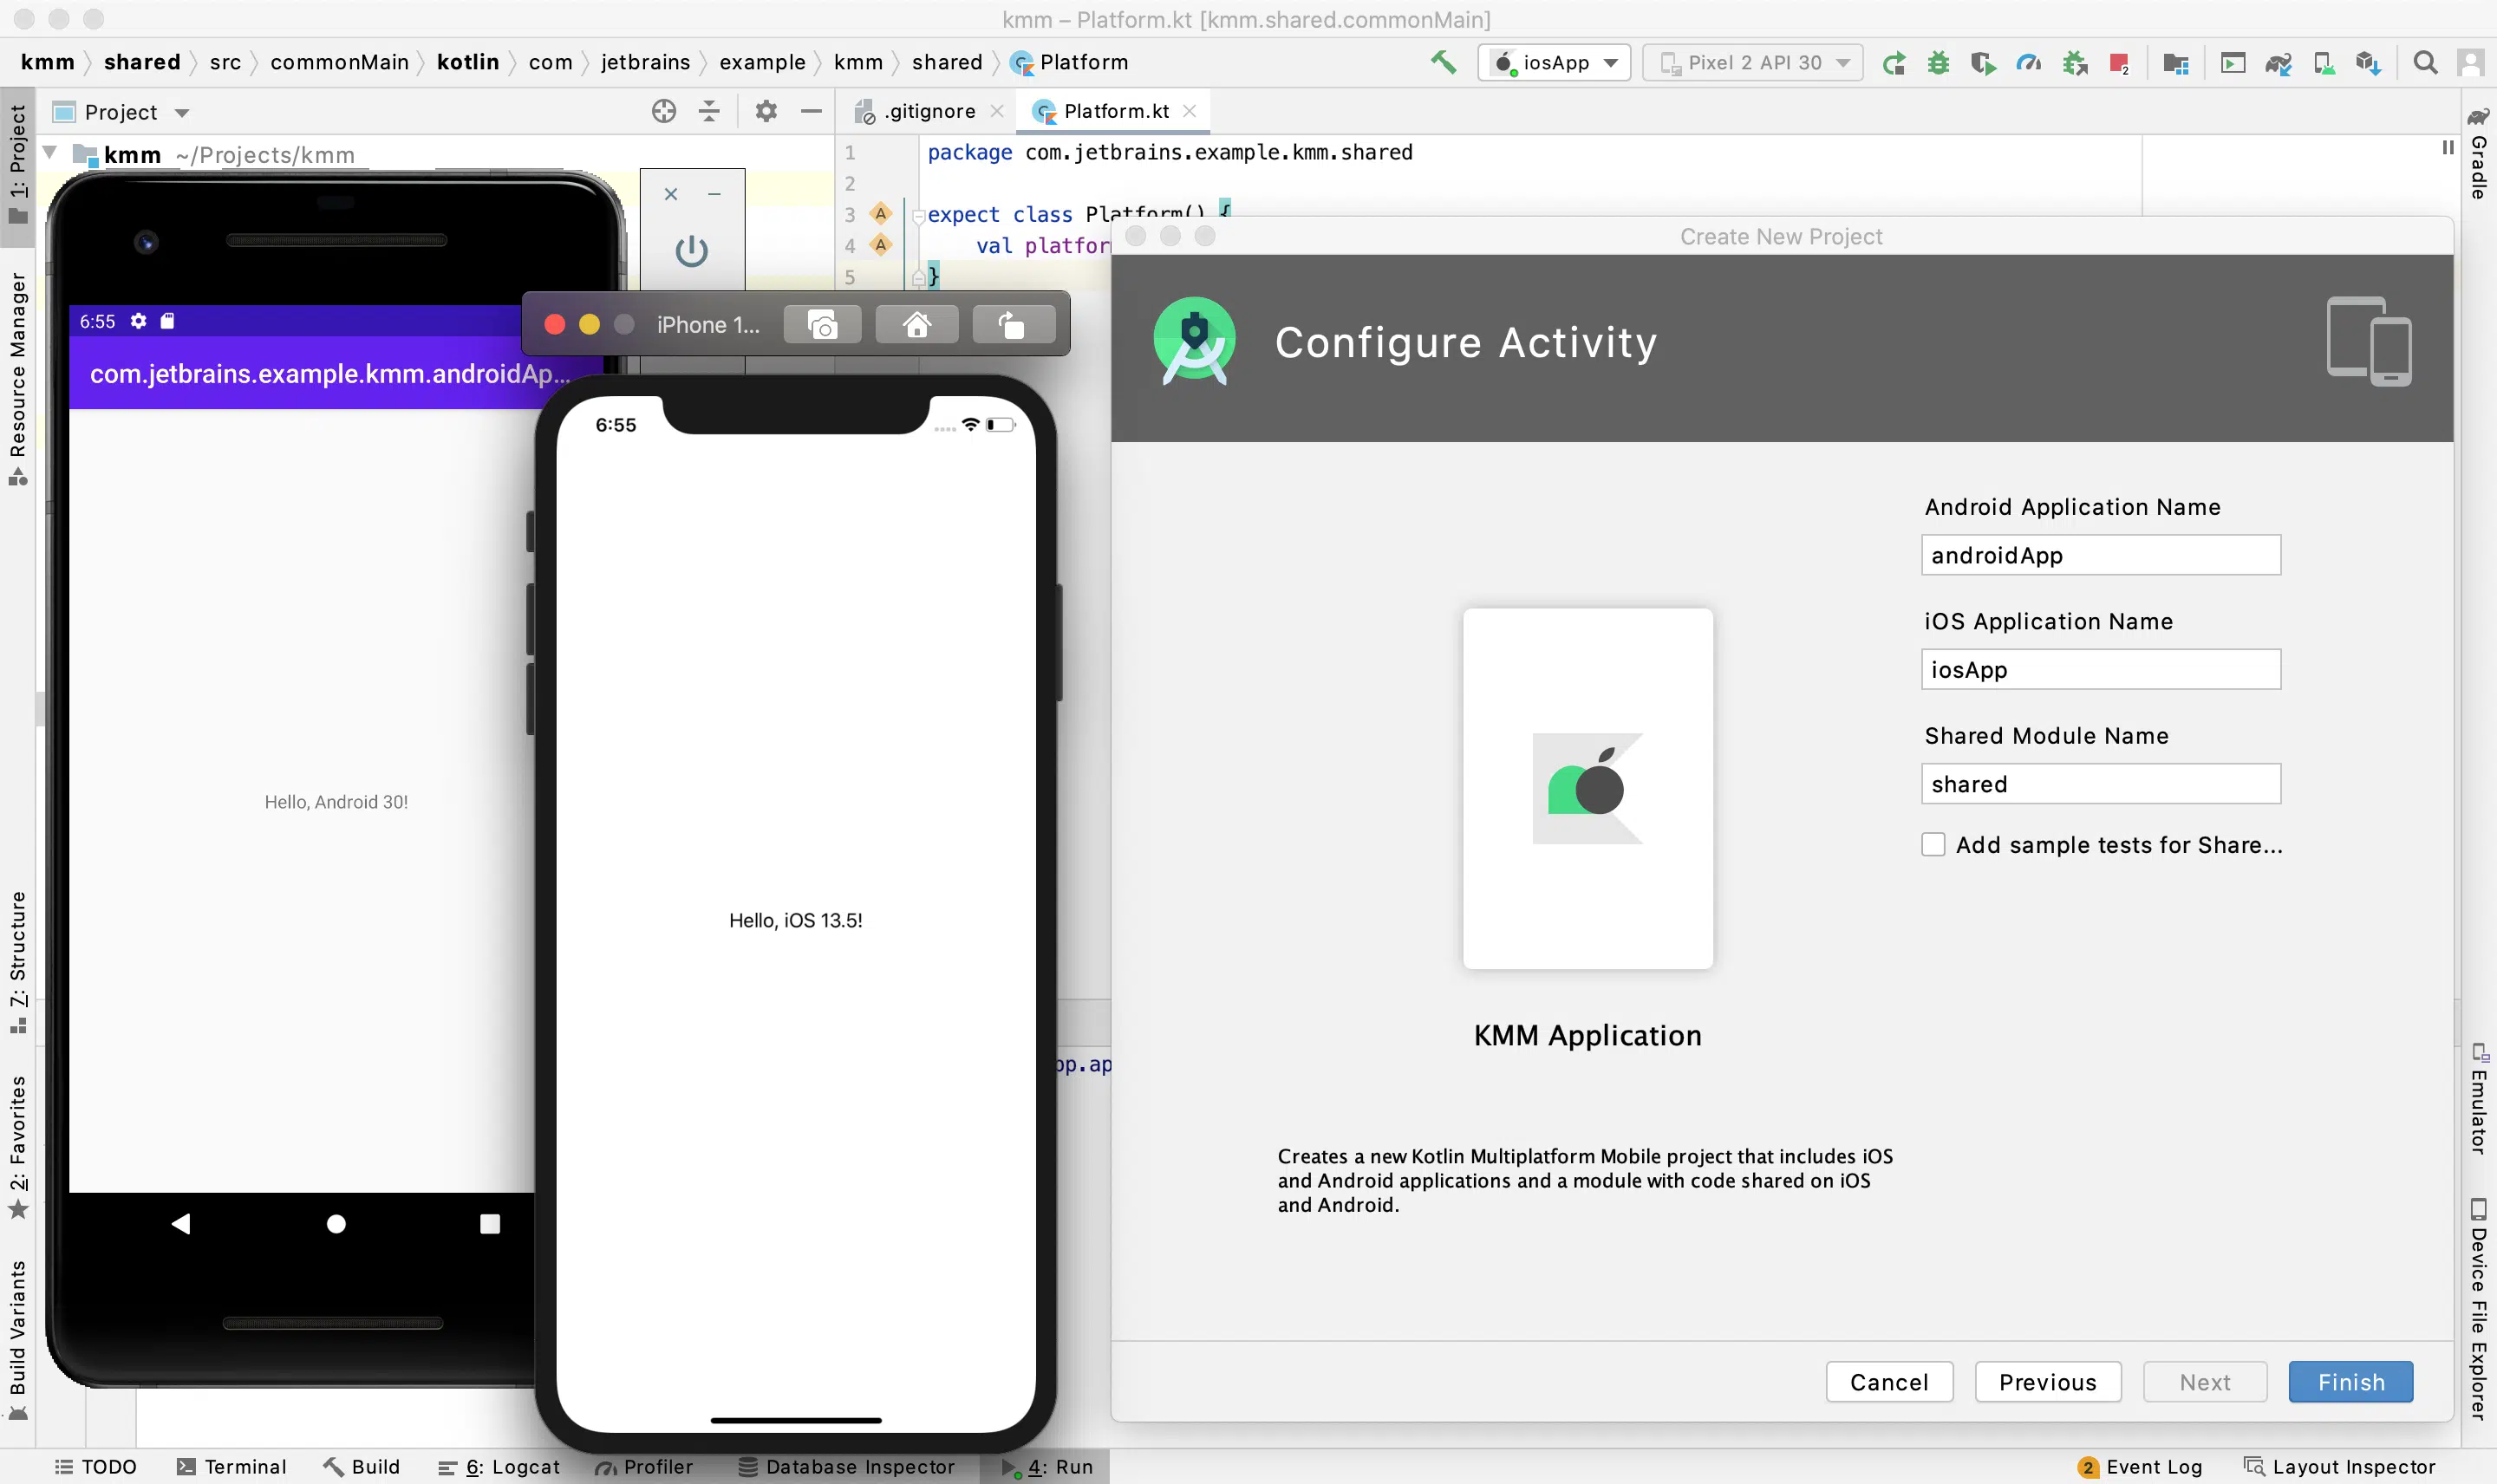 kmm – Platform.kt [kmm.shared.commonMain]
kmm shared src commonMain kotlin com jetbrains example kmm shared Platform
iosApp
Pixel 2 API 30
2
Project
.gitignore
Platform.kt
kmm ~/Projects/kmm
1 package com.jetbrains.example.kmm.shared
2
3 expect class Platform() {
4 val platfor
5 }
1: Project
Resource Manager
7: Structure
2: Favorites
Build Variants
6:55
com.jetbrains.example.kmm.androidAp...
Hello, Android 30!
iPhone 1...
6:55
Hello, iOS 13.5!
pp.ap
Create New Project
Configure Activity
Android Application Name
androidApp
iOS Application Name
iosApp
Shared Module Name
shared
Add sample tests for Share...
KMM Application
Creates a new Kotlin Multiplatform Mobile project that includes iOS
and Android applications and a module with code shared on iOS
and Android.
Cancel
Previous
Next
Finish
Gradle
Emulator
Device File Explorer
TODO
Terminal
Build
6: Logcat
Profiler
Database Inspector
4: Run
2 Event Log
Layout Inspector